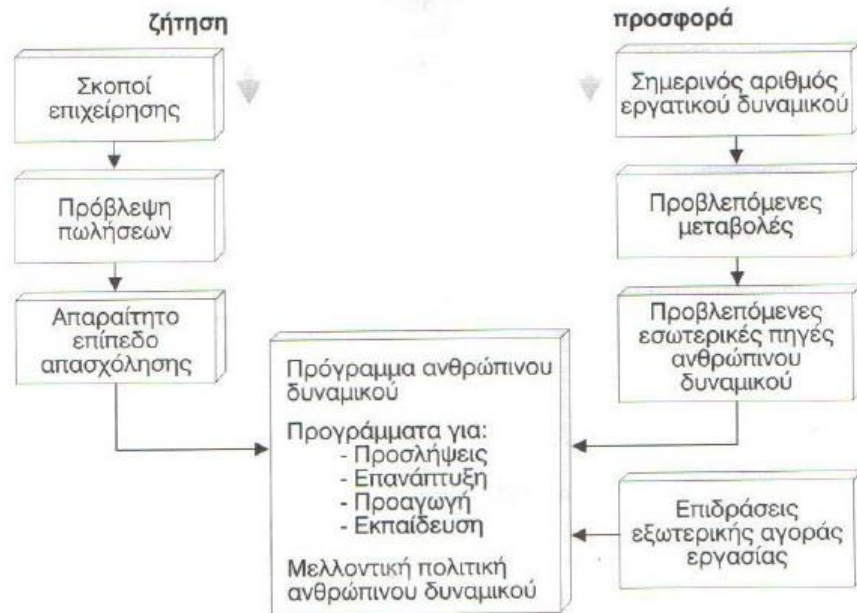 ζήτηση
Σκοποί
επιχείρησης
Πρόβλεψη
πωλήσεων
Απαραίτητο
επίπεδο
απασχόλησης
προσφορά
Σημερινός αριθμός
εργατικού δυναμικού
Προβλεπόμενες
μεταβολές
Προβλεπόμενες
εσωτερικές πηγές
ανθρώπινου
δυναμικού
Πρόγραμμα ανθρώπινου
δυναμικού
Προγράμματα για:
- Προσλήψεις
- Επανάπτυξη
- Προαγωγή
- Εκπαίδευση
Μελλοντική πολιτική
ανθρώπινου δυναμικού
Επιδράσεις
εξωτερικής αγοράς
εργασίας